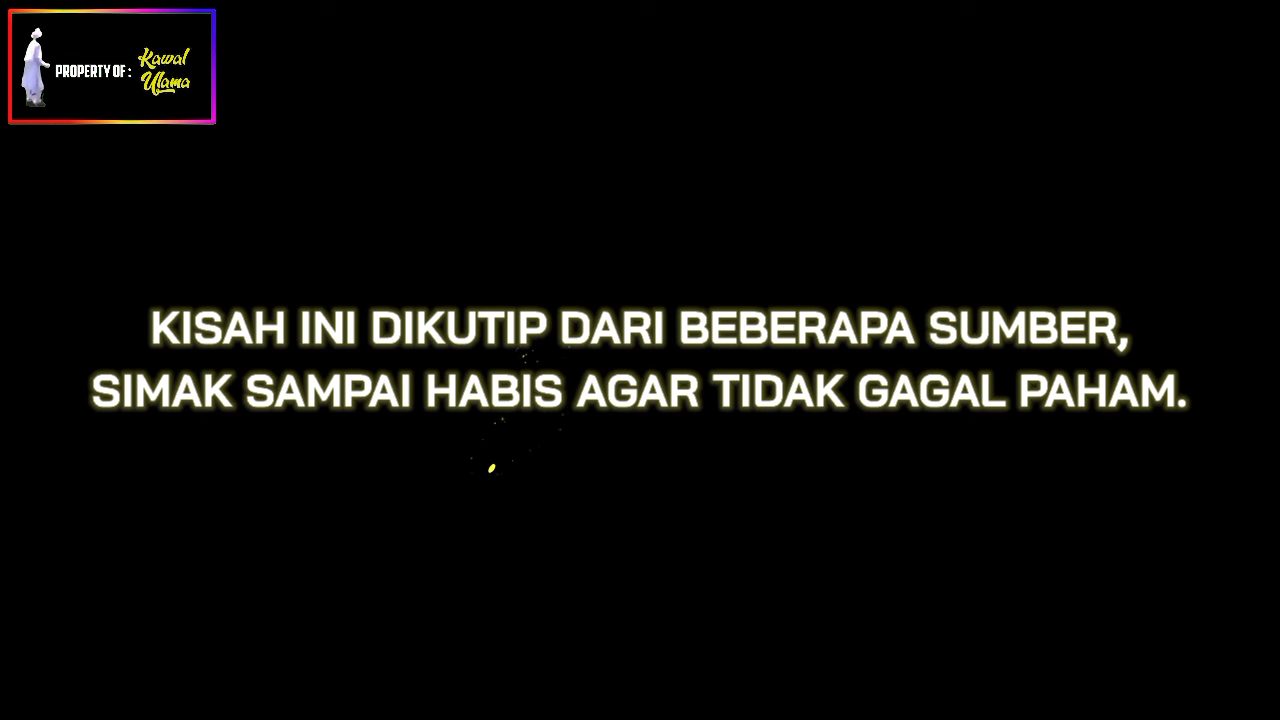 PROPERTY OF : Kawal
Ulama
KISAH INI DIKUTIP DARI BEBERAPA SUMBER,
SIMAK SAMPAI HABIS AGAR TIDAK GAGAL PAHAM.